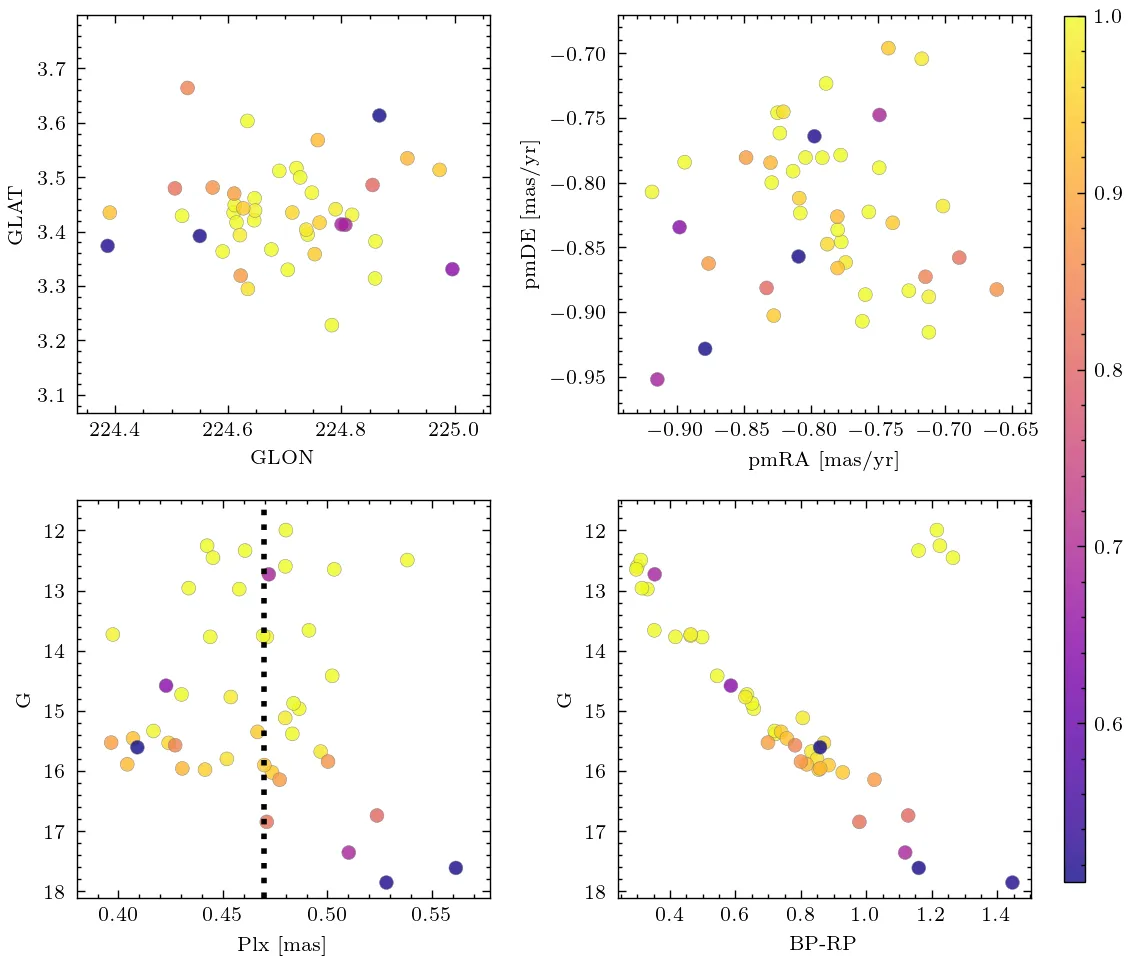 3.7
3.6
3.5
3.4
3.3
3.2
3.1
GLAT
224.4 224.6 224.8 225.0
GLON
−0.70
−0.75
−0.80
−0.85
−0.90
−0.95
pmDE [mas/yr]
−0.90 −0.85 −0.80 −0.75 −0.70 −0.65
pmRA [mas/yr]
12
13
14
15
16
17
18
G
0.40 0.45 0.50 0.55
Plx [mas]
12
13
14
15
16
17
18
G
0.4 0.6 0.8 1.0 1.2 1.4
BP-RP
1.0
0.9
0.8
0.7
0.6